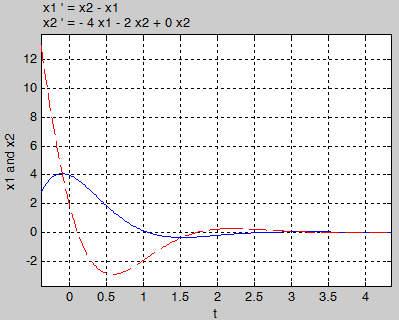 x1 ' = x2 - x1
x2 ' = - 4 x1 - 2 x2 + 0 x2
12
10
8
6
4
2
0
-2
x1 and x2
0 0.5 1 1.5 2 2.5 3 3.5 4
t